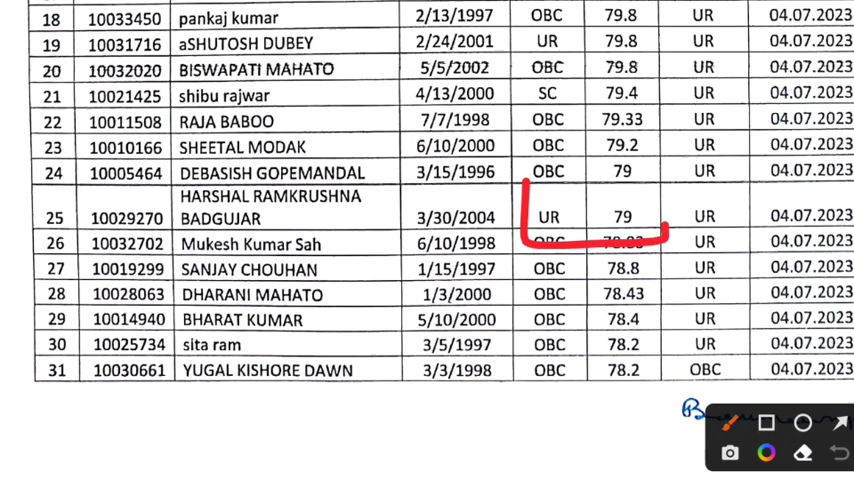 18 10033450 pankaj kumar 2/13/1997 OBC 79.8 UR 04.07.2023
19 10031716 aSHUTOSH DUBEY 2/24/2001 UR 79.8 UR 04.07.2023
20 10032020 BISWAPATI MAHATO 5/5/2002 OBC 79.8 UR 04.07.2023
21 10021425 shibu rajwar 4/13/2000 SC 79.4 UR 04.07.2023
22 10011508 RAJA BABOO 7/7/1998 OBC 79.33 UR 04.07.2023
23 10010166 SHEETAL MODAK 6/10/2000 OBC 79.2 UR 04.07.2023
24 10005464 DEBASISH GOPEMANDAL 3/15/1996 OBC 79 UR 04.07.2023
HARSHAL RAMKRUSHNA
25 10029270 BADGUJAR 3/30/2004 UR 79 UR 04.07.2023
26 10032702 Mukesh Kumar Sah 6/10/1998 OBC UR 04.07.2023
27 10019299 SANJAY CHOUHAN 1/15/1997 OBC 78.8 UR 04.07.2023
28 10028063 DHARANI MAHATO 1/3/2000 OBC 78.43 UR 04.07.2023
29 10014940 BHARAT KUMAR 5/10/2000 OBC 78.4 UR 04.07.2023
30 10025734 sita ram 3/5/1997 OBC 78.2 UR 04.07.2023
31 10030661 YUGAL KISHORE DAWN 3/3/1998 OBC 78.2 OBC 04.07.2023